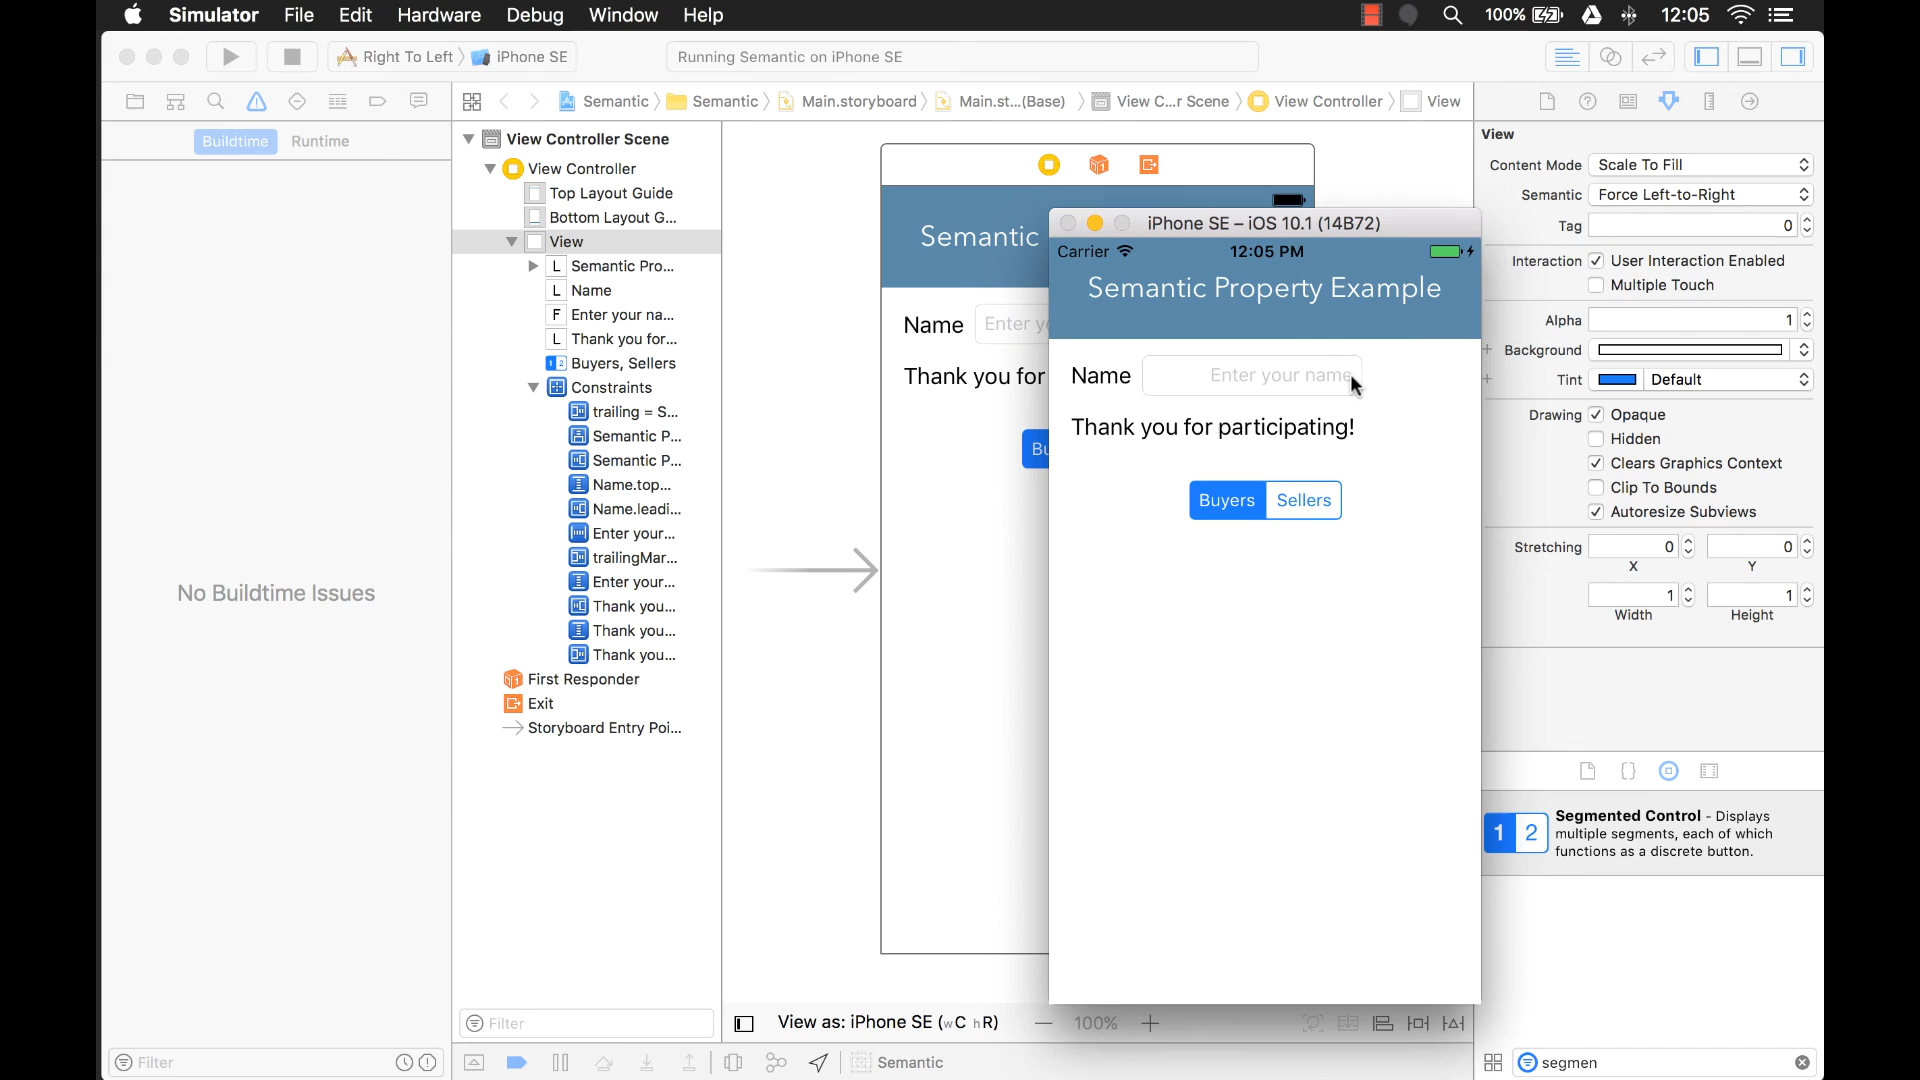 Simulator File Edit Hardware Debug Window Help 100% 12:05
Right To Left iPhone SE
Running Semantic on iPhone SE
Semantic Semantic Main.storyboard Main.st...(Base) View C...r Scene View Controller View
Buildtime Runtime
No Buildtime Issues
Filter
View Controller Scene
View Controller
Top Layout Guide
Bottom Layout G...
View
L Semantic Pro...
L Name
F Enter your na...
L Thank you for...
1 2 Buyers, Sellers
Constraints
trailing = S...
Semantic P...
Semantic P...
Name.top...
Name.leadi...
Enter your...
trailingMar...
Enter your...
Thank you...
Thank you...
Thank you...
First Responder
Exit
Storyboard Entry Poi...
Filter
Semantic
Name Enter yo
Thank you for
Bu
iPhone SE – iOS 10.1 (14B72)
Carrier 12:05 PM
Semantic Property Example
Name Enter your name
Thank you for participating!
Buyers Sellers
View as: iPhone SE (wC hR) — 100% +
Semantic
View
Content Mode Scale To Fill
Semantic Force Left-to-Right
Tag 0
Interaction User Interaction Enabled
Multiple Touch
Alpha 1
+ Background
+ Tint Default
Drawing Opaque
Hidden
Clears Graphics Context
Clip To Bounds
Autoresize Subviews
Stretching 0 0
X Y
1 1
Width Height
1 2
Segmented Control - Displays
multiple segments, each of which
functions as a discrete button.
segmen